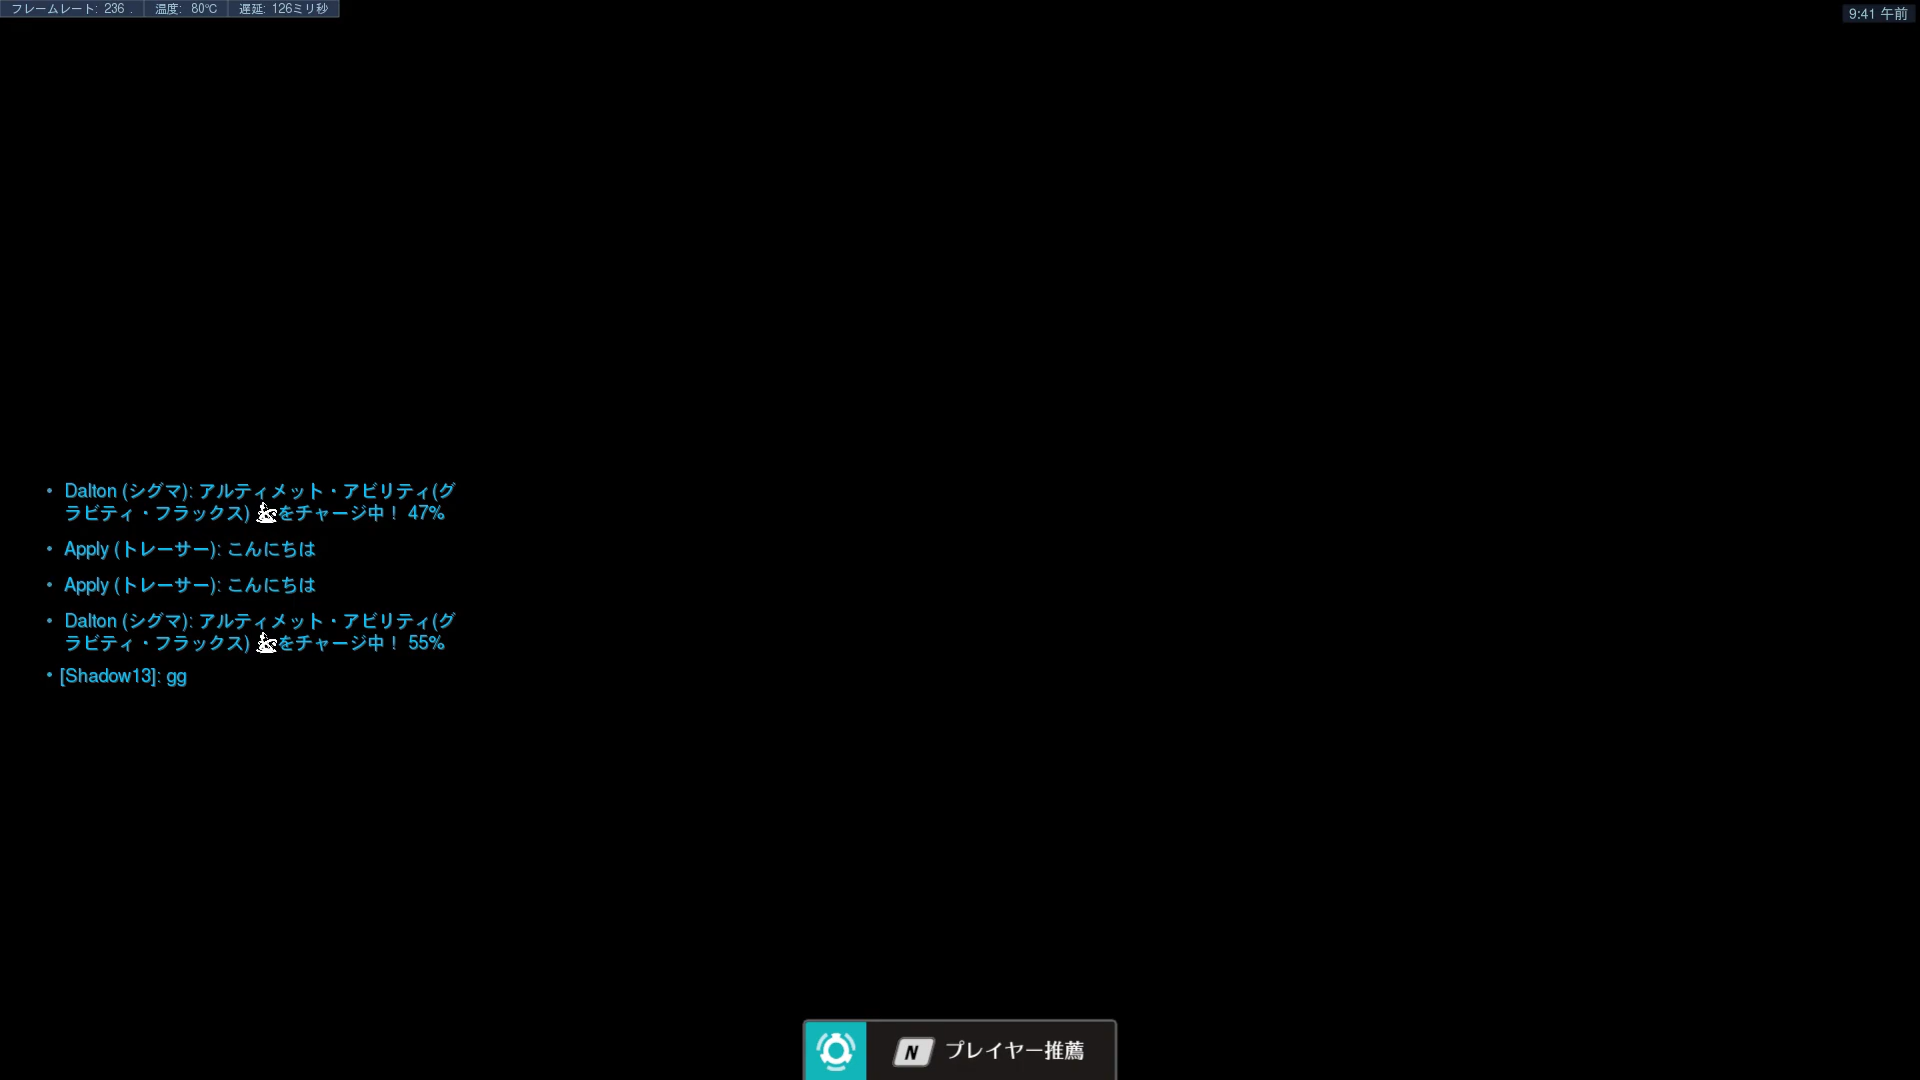 フレームレート: 236 . 温度: 80℃ 遅延: 126ミリ秒
9:41 午前
• Dalton (シグマ): アルティメット・アビリティ(グ
ラビティ・フラックス) をチャージ中！ 47%
• Apply (トレーサー): こんにちは
• Apply (トレーサー): こんにちは
• Dalton (シグマ): アルティメット・アビリティ(グ
ラビティ・フラックス) をチャージ中！ 55%
• [Shadow13]: gg
N プレイヤー推薦